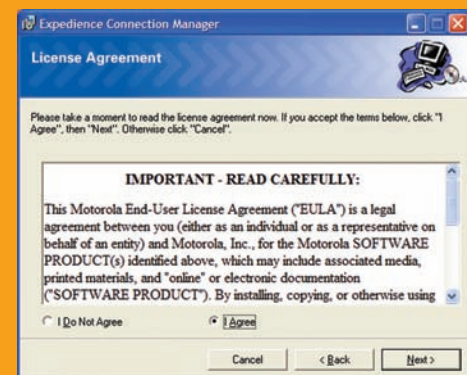 Expedience Connection Manager
License Agreement
Please take a moment to read the license agreement now. If you accept the terms below, click "I
Agree", then "Next". Otherwise click "Cancel".
IMPORTANT - READ CAREFULLY:
This Motorola End-User License Agreement ("EULA") is a legal
agreement between you (either as an individual or as a representative on
behalf of an entity) and Motorola, Inc., for the Motorola SOFTWARE
PRODUCT(s) identified above, which may include associated media,
printed materials, and "online" or electronic documentation
("SOFTWARE PRODUCT"). By installing, copying, or otherwise using
I Do Not Agree
I Agree
Cancel
< Back
Next >